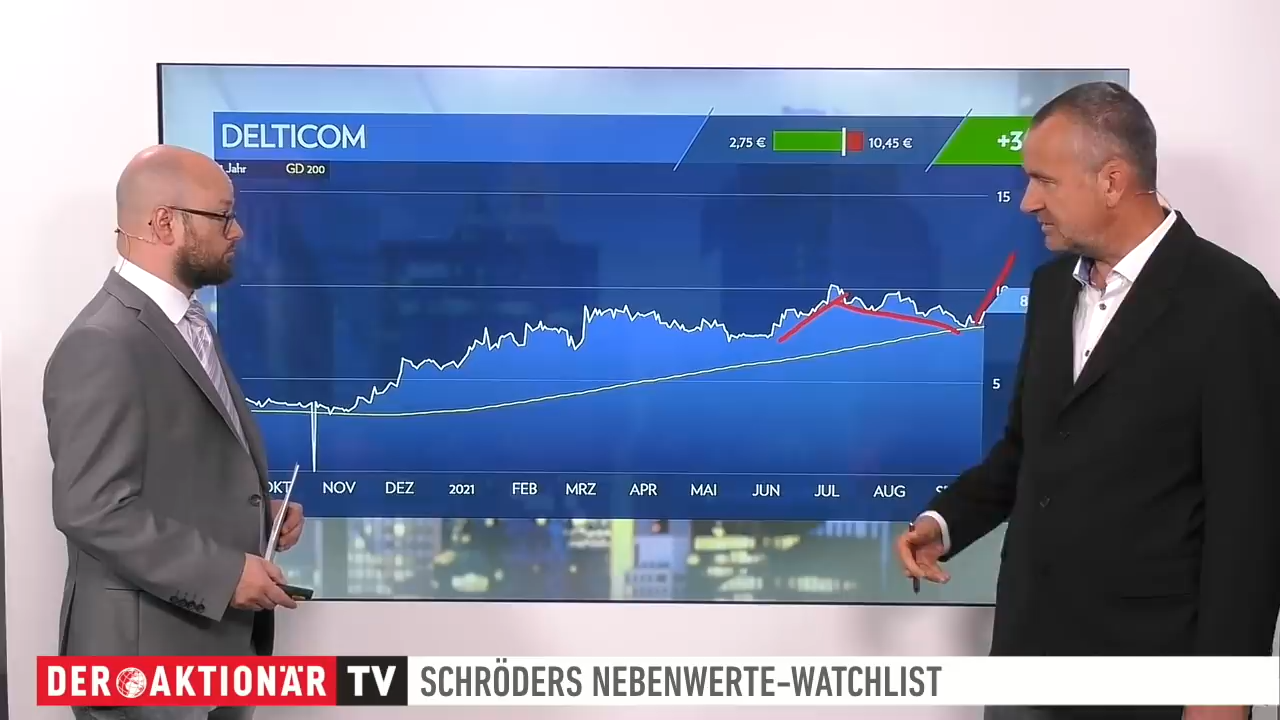 DELTICOM
2,75 €
10,45 €
Jahr
GD 200
15
5
NOV
DEZ
2021
FEB
MRZ
APR
MAI
JUN
JUL
AUG
DER AKTIONÄR TV
SCHRÖDERS NEBENWERTE-WATCHLIST